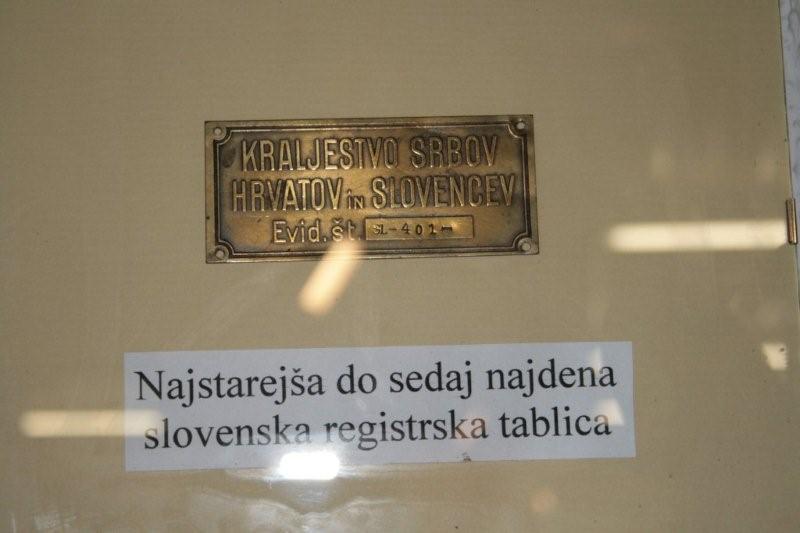 KRALJESTVO SRBOV
HRVATOV in SLOVENCEV
Evid. št. SL-401-
Najstarejša do sedaj najdena
slovenska registrska tablica